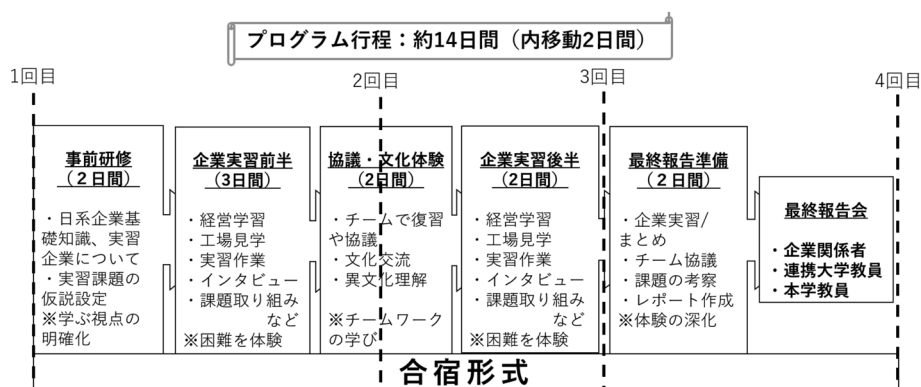 プログラム行程：約14日間（内移動2日間）
1回目
2回目
3回目
4回目
事前研修
（２日間）
・日系企業基
礎知識、実習
企業について
・実習課題の
仮説設定
※学ぶ視点の
明確化
企業実習前半
（3日間）
・経営学習
・工場見学
・実習作業
・インタビュー
・課題取り組み
など
※困難を体験
協議・文化体験
（2日間）
・チームで復習
や協議
・文化交流
・異文化理解
※チームワーク
の学び
企業実習後半
（2日間）
・経営学習
・工場見学
・実習作業
・インタビュー
・課題取り組み
など
※困難を体験
最終報告準備
（２日間）
・企業実習/
まとめ
・チーム協議
・課題の考察
・レポート作成
※体験の深化
最終報告会
・企業関係者
・連携大学教員
・本学教員
合宿形式